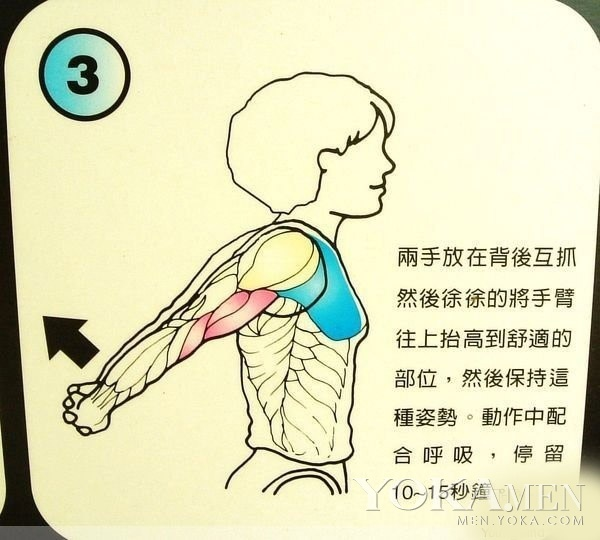 3
兩手放在背後互抓
然後徐徐的將手臂
往上抬高到舒適的
部位，然後保持這
種姿勢。動作中配
合呼吸，停留
10~15秒鐘
YOKAMEN
MEN.YOKA.COM